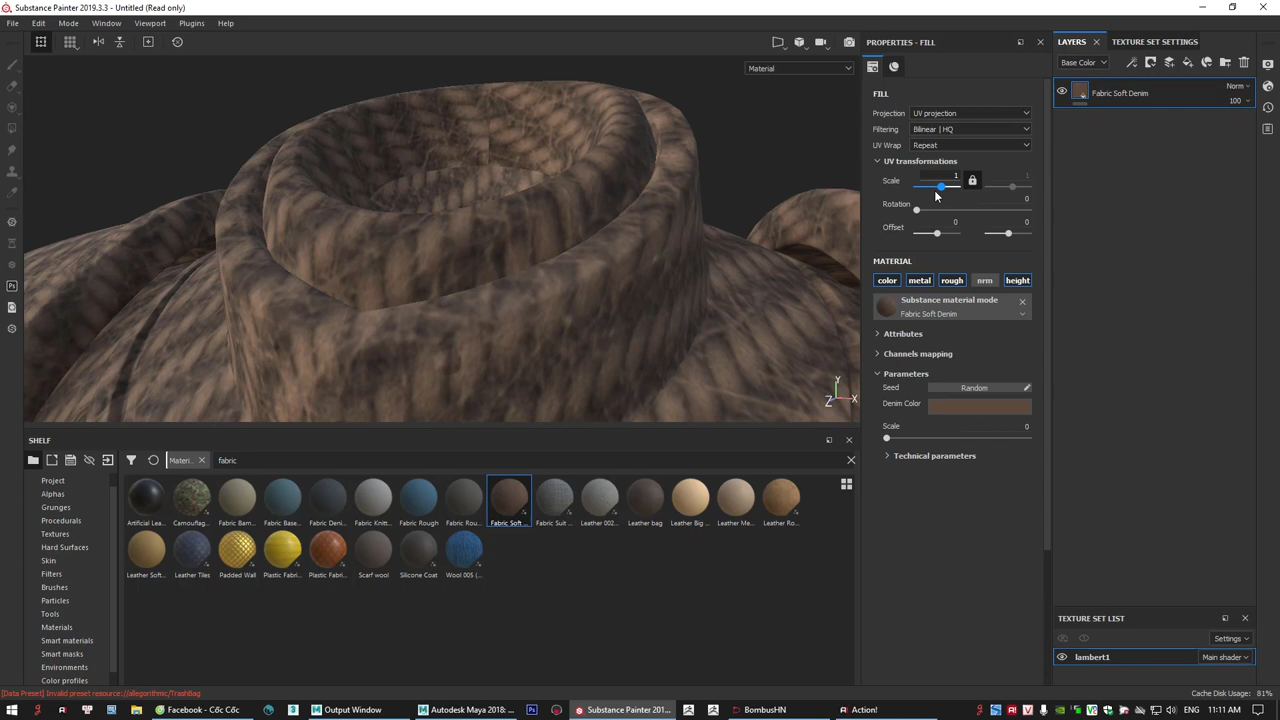 Substance Painter 2019.3.3 - Untitled (Read only)
File Edit Mode Window Viewport Plugins Help
Material
Y
Z X
PROPERTIES - FILL
FILL
Projection UV projection
Filtering Bilinear | HQ
UV Wrap Repeat
UV transformations
Scale 1 1
Rotation 0
Offset 0 0
MATERIAL
color metal rough nrm height
Substance material mode
Fabric Soft Denim
Attributes
Channels mapping
Parameters
Seed Random
Denim Color
Scale 0
Technical parameters
LAYERS TEXTURE SET SETTINGS
Base Color
Fabric Soft Denim Norm
100
TEXTURE SET LIST
Settings
lambert1 Main shader
SHELF
Materi... fabric
Project
Alphas
Grunges
Procedurals
Textures
Hard Surfaces
Skin
Filters
Brushes
Particles
Tools
Materials
Smart materials
Smart masks
Environments
Color profiles
Artificial Lea... Camouflag... Fabric Bam... Fabric Base... Fabric Deni... Fabric Knitt... Fabric Rough Fabric Rou... Fabric Soft ... Fabric Suit ... Leather 002... Leather bag Leather Big ... Leather Me... Leather Ro...
Leather Soft... Leather Tiles Padded Wall Plastic Fabri... Plastic Fabri... Scarf wool Silicone Coat Wool 005 (...
[Data Preset] Invalid preset resource://allegorithmic/TrashBag
Cache Disk Usage: 81%
Facebook - Cốc Cốc Output Window Autodesk Maya 2018: ... Substance Painter 201... BombusHN Action! 11:11 AM